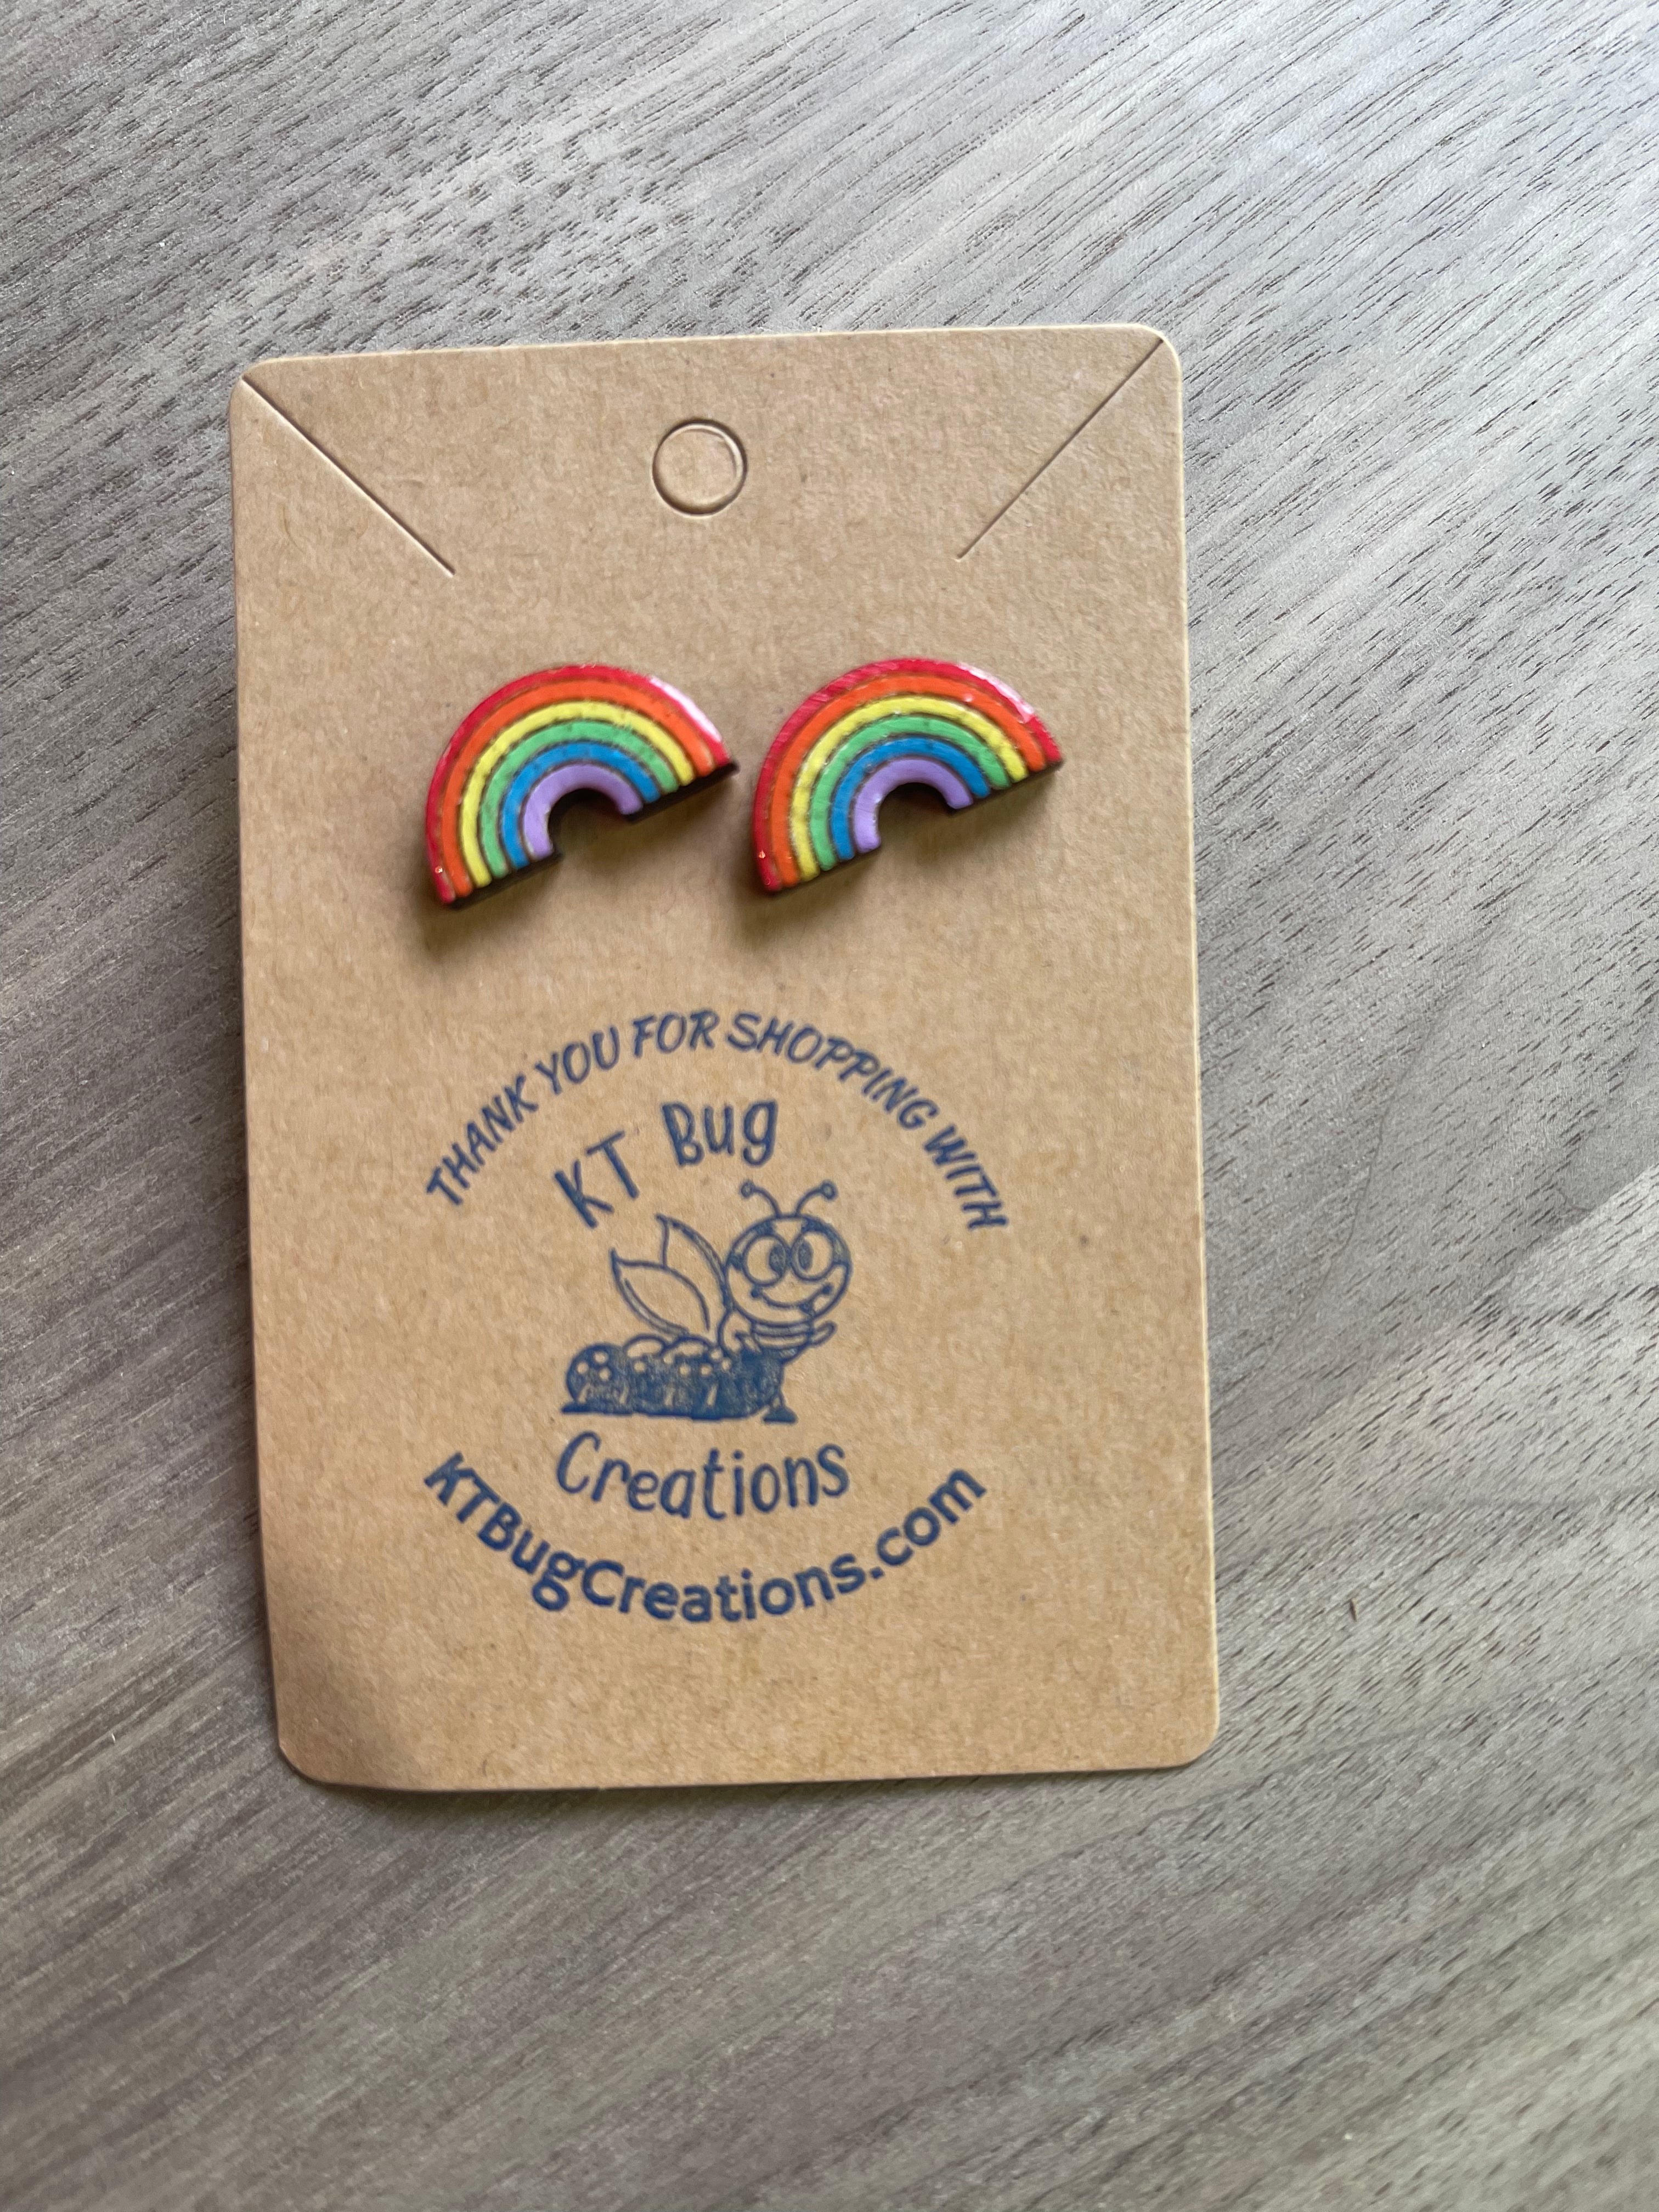 THANK YOU FOR SHOPPING WITH
KT Bug
Creations
KTBugCreations.com